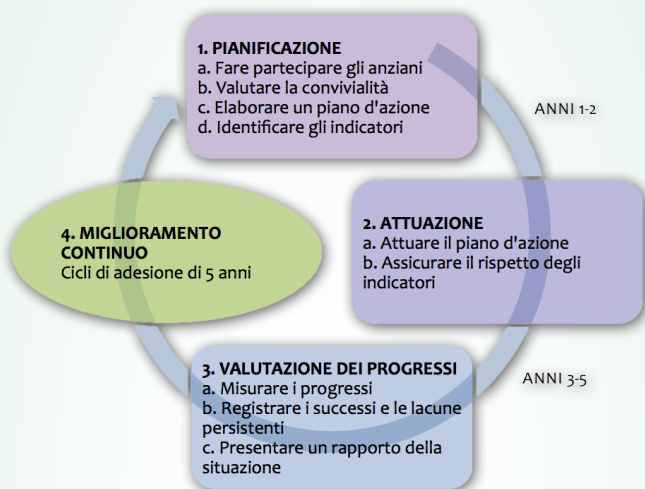 1. PIANIFICAZIONE
a. Fare partecipare gli anziani
b. Valutare la convivialità
c. Elaborare un piano d'azione
d. Identificare gli indicatori
ANNI 1-2
2. ATTUAZIONE
a. Attuare il piano d'azione
b. Assicurare il rispetto degli
indicatori
ANNI 3-5
3. VALUTAZIONE DEI PROGRESSI
a. Misurare i progressi
b. Registrare i successi e le lacune
persistenti
c. Presentare un rapporto della
situazione
4. MIGLIORAMENTO
CONTINUO
Cicli di adesione di 5 anni